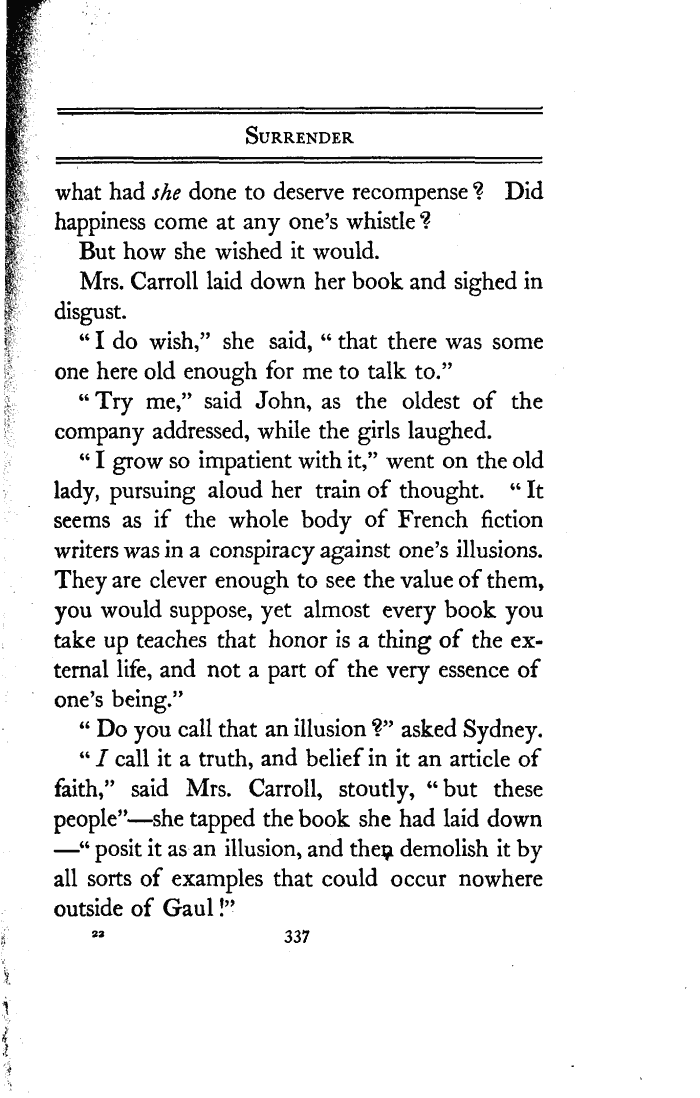 SURRENDER
what had she done to deserve recompense? Did
happiness come at any one's whistle?
But how she wished it would.
Mrs. Carroll laid down her book and sighed in
disgust.
"I do wish," she said, "that there was some
one here old enough for me to talk to."
"Try me," said John, as the oldest of the
company addressed, while the girls laughed.
"I grow so impatient with it," went on the old
lady, pursuing aloud her train of thought. "It
seems as if the whole body of French fiction
writers was in a conspiracy against one's illusions.
They are clever enough to see the value of them,
you would suppose, yet almost every book you
take up teaches that honor is a thing of the ex-
ternal life, and not a part of the very essence of
one's being."
"Do you call that an illusion?" asked Sydney.
"I call it a truth, and belief in it an article of
faith," said Mrs. Carroll, stoutly, "but these
people"—she tapped the book she had laid down
—"posit it as an illusion, and then demolish it by
all sorts of examples that could occur nowhere
outside of Gaul!"
22 337